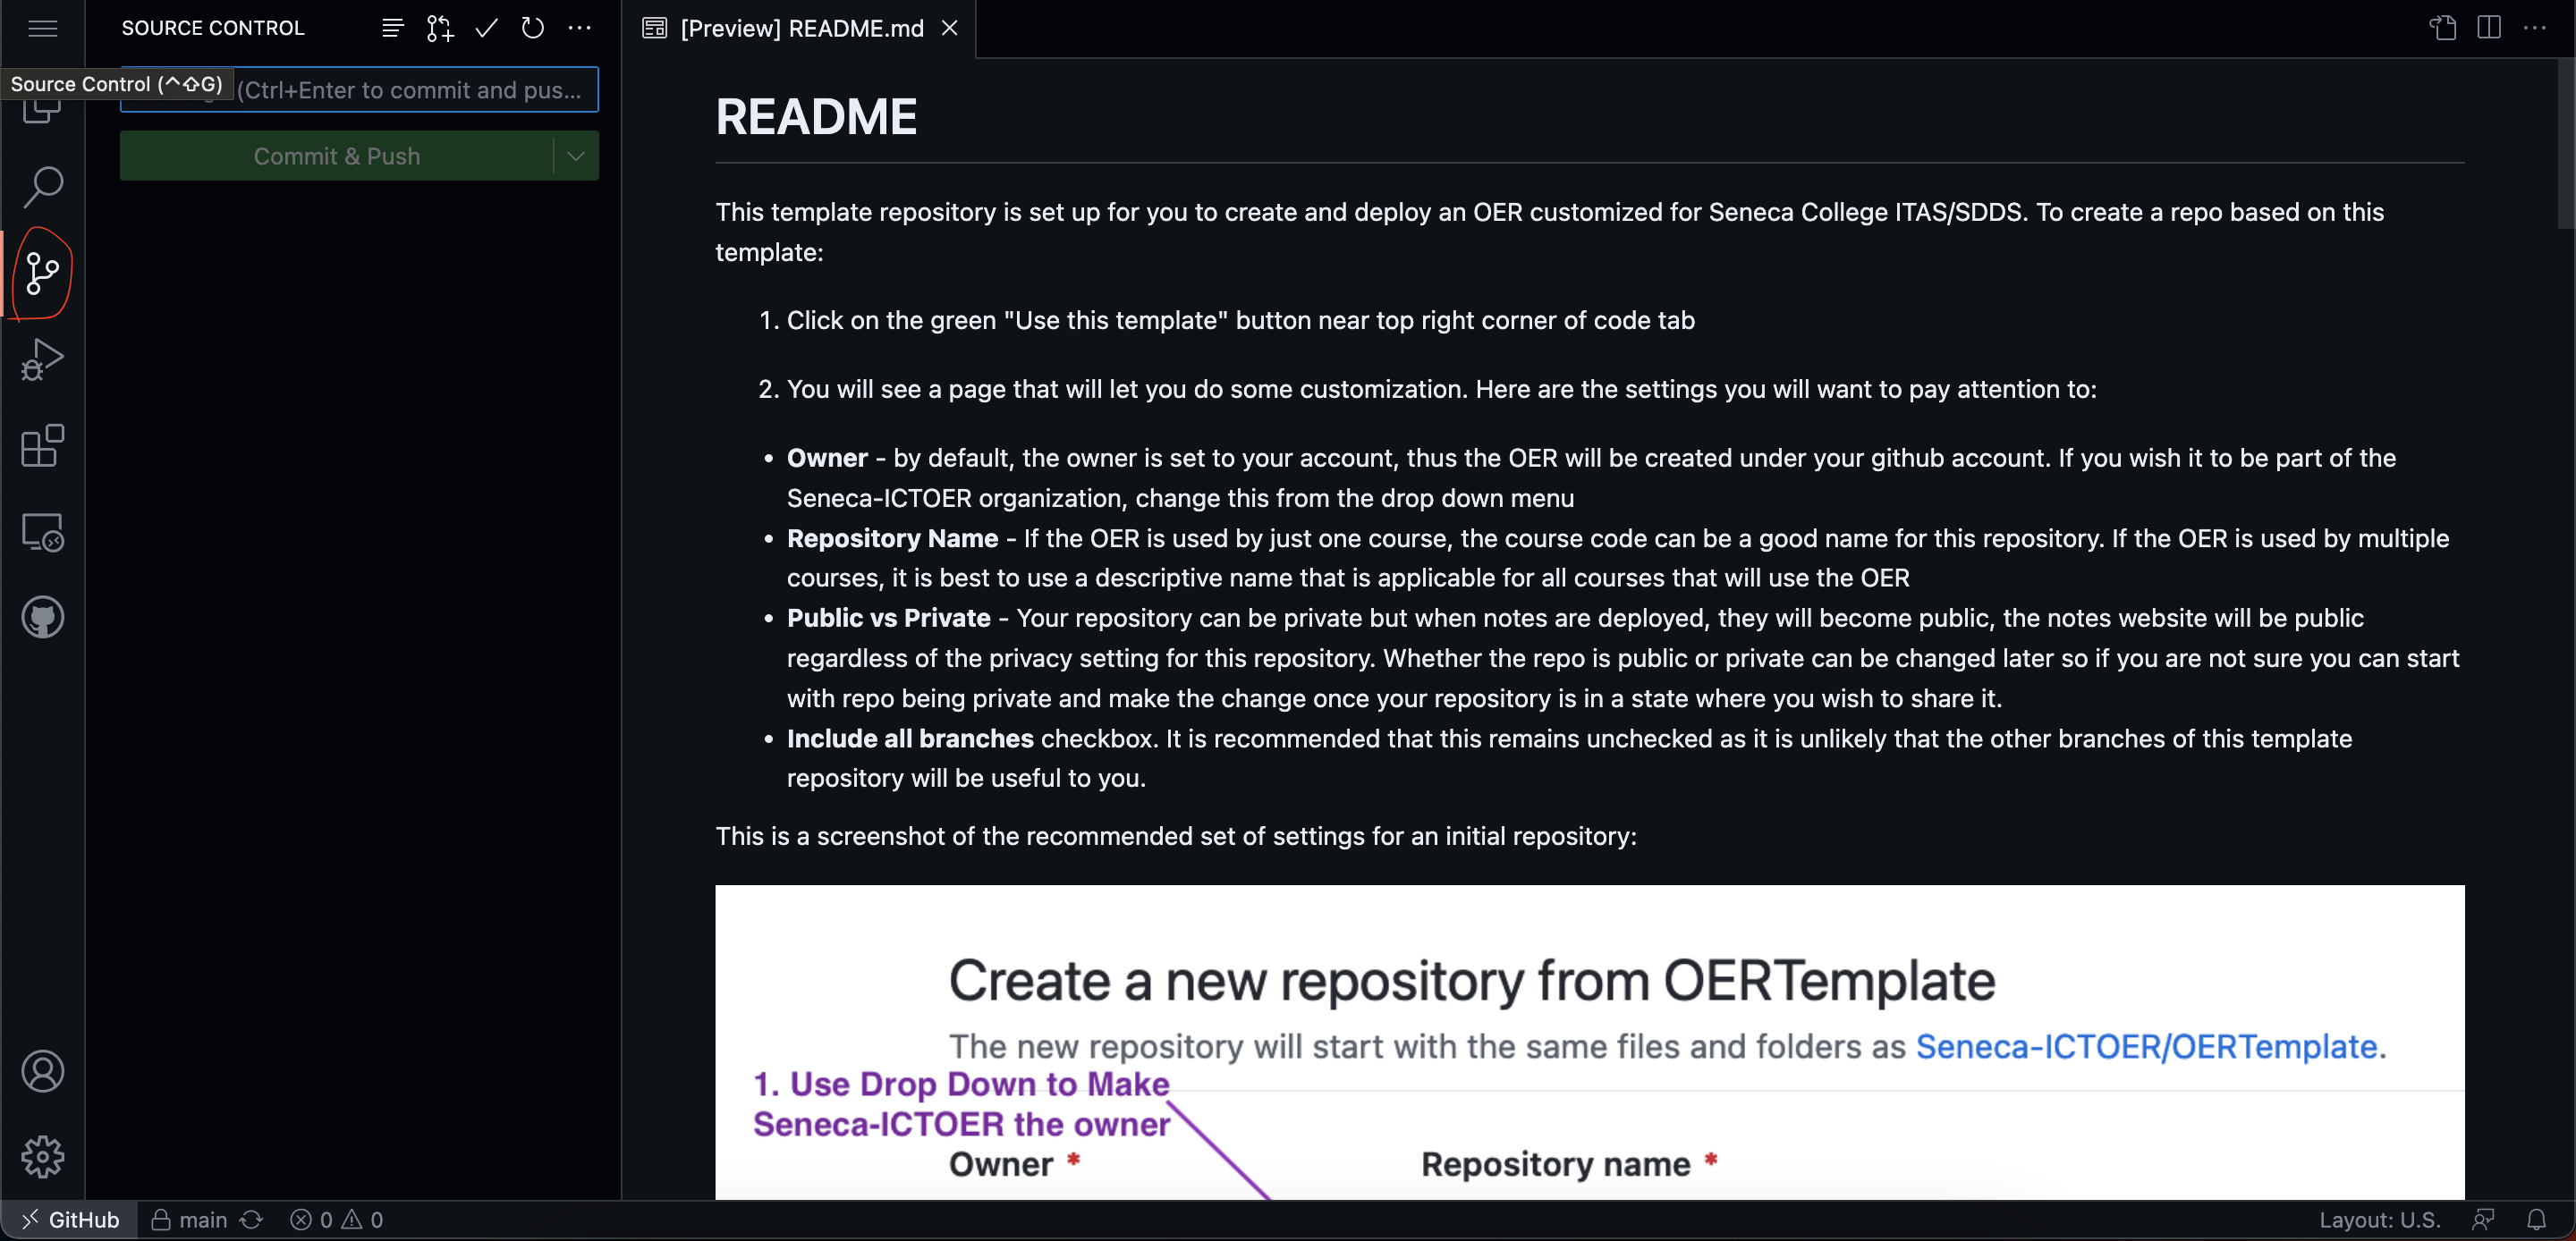 SOURCE CONTROL
[Preview] README.md
Source Control (^⇧G)
(Ctrl+Enter to commit and pus...
Commit & Push
README
This template repository is set up for you to create and deploy an OER customized for Seneca College ITAS/SDDS. To create a repo based on this
template:
1. Click on the green "Use this template" button near top right corner of code tab
2. You will see a page that will let you do some customization. Here are the settings you will want to pay attention to:
• Owner - by default, the owner is set to your account, thus the OER will be created under your github account. If you wish it to be part of the
Seneca-ICTOER organization, change this from the drop down menu
• Repository Name - If the OER is used by just one course, the course code can be a good name for this repository. If the OER is used by multiple
courses, it is best to use a descriptive name that is applicable for all courses that will use the OER
• Public vs Private - Your repository can be private but when notes are deployed, they will become public, the notes website will be public
regardless of the privacy setting for this repository. Whether the repo is public or private can be changed later so if you are not sure you can start
with repo being private and make the change once your repository is in a state where you wish to share it.
• Include all branches checkbox. It is recommended that this remains unchecked as it is unlikely that the other branches of this template
repository will be useful to you.
This is a screenshot of the recommended set of settings for an initial repository:
Create a new repository from OERTemplate
The new repository will start with the same files and folders as Seneca-ICTOER/OERTemplate.
1. Use Drop Down to Make
Seneca-ICTOER the owner
Owner *
Repository name *
GitHub
main
0
0
Layout: U.S.